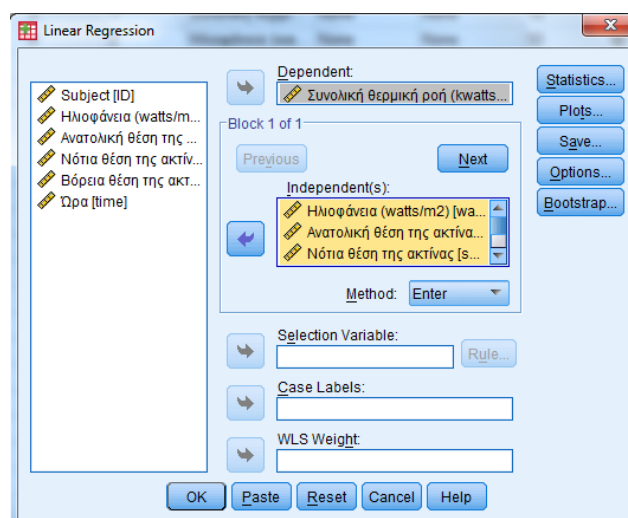 Linear Regression
Subject [ID]
Ηλιοφάνεια (watts/m...
Ανατολική θέση της ...
Νότια θέση της ακτίν...
Βόρεια θέση της ακτ...
Ώρα [time]
Dependent:
Συνολική θερμική ροή (kwatts...
Block 1 of 1
Previous
Next
Independent(s):
Ηλιοφάνεια (watts/m2) [wa...
Ανατολική θέση της ακτίνα...
Νότια θέση της ακτίνας [s...
Method: Enter
Selection Variable:
Rule...
Case Labels:
WLS Weight:
Statistics...
Plots...
Save...
Options...
Bootstrap...
OK Paste Reset Cancel Help